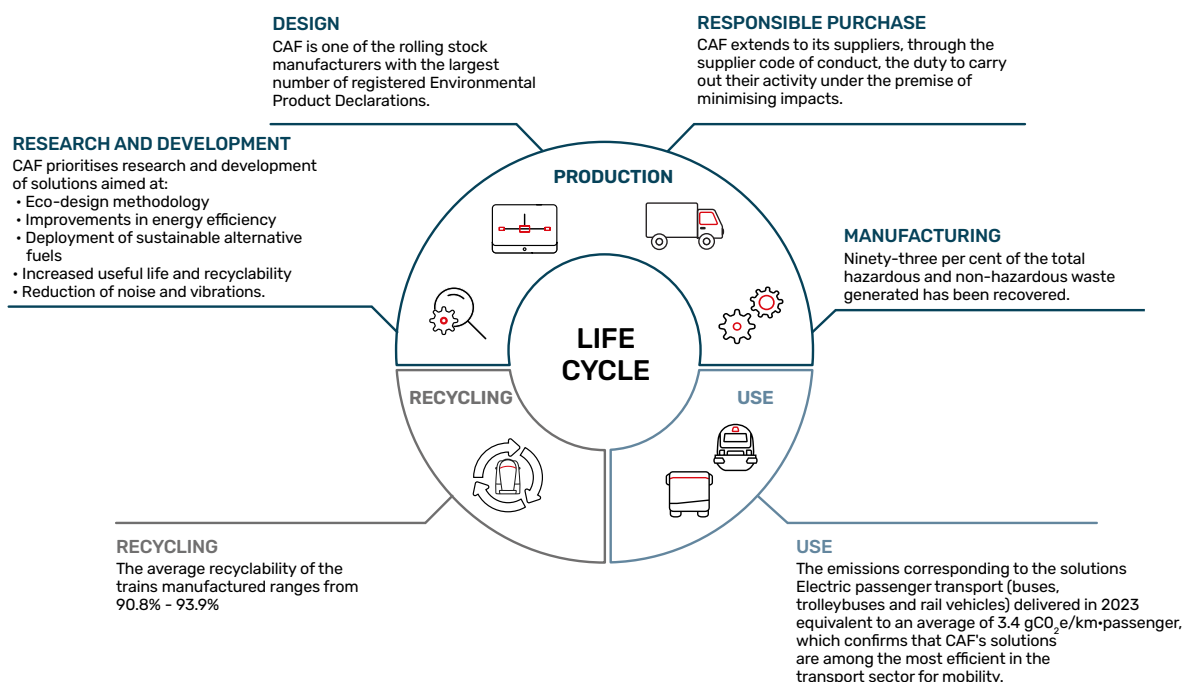 DESIGN
CAF is one of the rolling stock
manufacturers with the largest
number of registered Environmental
Product Declarations.
RESPONSIBLE PURCHASE
CAF extends to its suppliers, through the
supplier code of conduct, the duty to carry
out their activity under the premise of
minimising impacts.
RESEARCH AND DEVELOPMENT
CAF prioritises research and development
of solutions aimed at:
• Eco-design methodology
• Improvements in energy efficiency
• Deployment of sustainable alternative
fuels
• Increased useful life and recyclability
• Reduction of noise and vibrations.
PRODUCTION
MANUFACTURING
Ninety-three per cent of the total
hazardous and non-hazardous waste
generated has been recovered.
LIFE
CYCLE
RECYCLING
USE
RECYCLING
The average recyclability of the
trains manufactured ranges from
90.8% - 93.9%
USE
The emissions corresponding to the solutions
Electric passenger transport (buses,
trolleybuses and rail vehicles) delivered in 2023
equivalent to an average of 3.4 gCO₂e/km•passenger,
which confirms that CAF's solutions
are among the most efficient in the
transport sector for mobility.